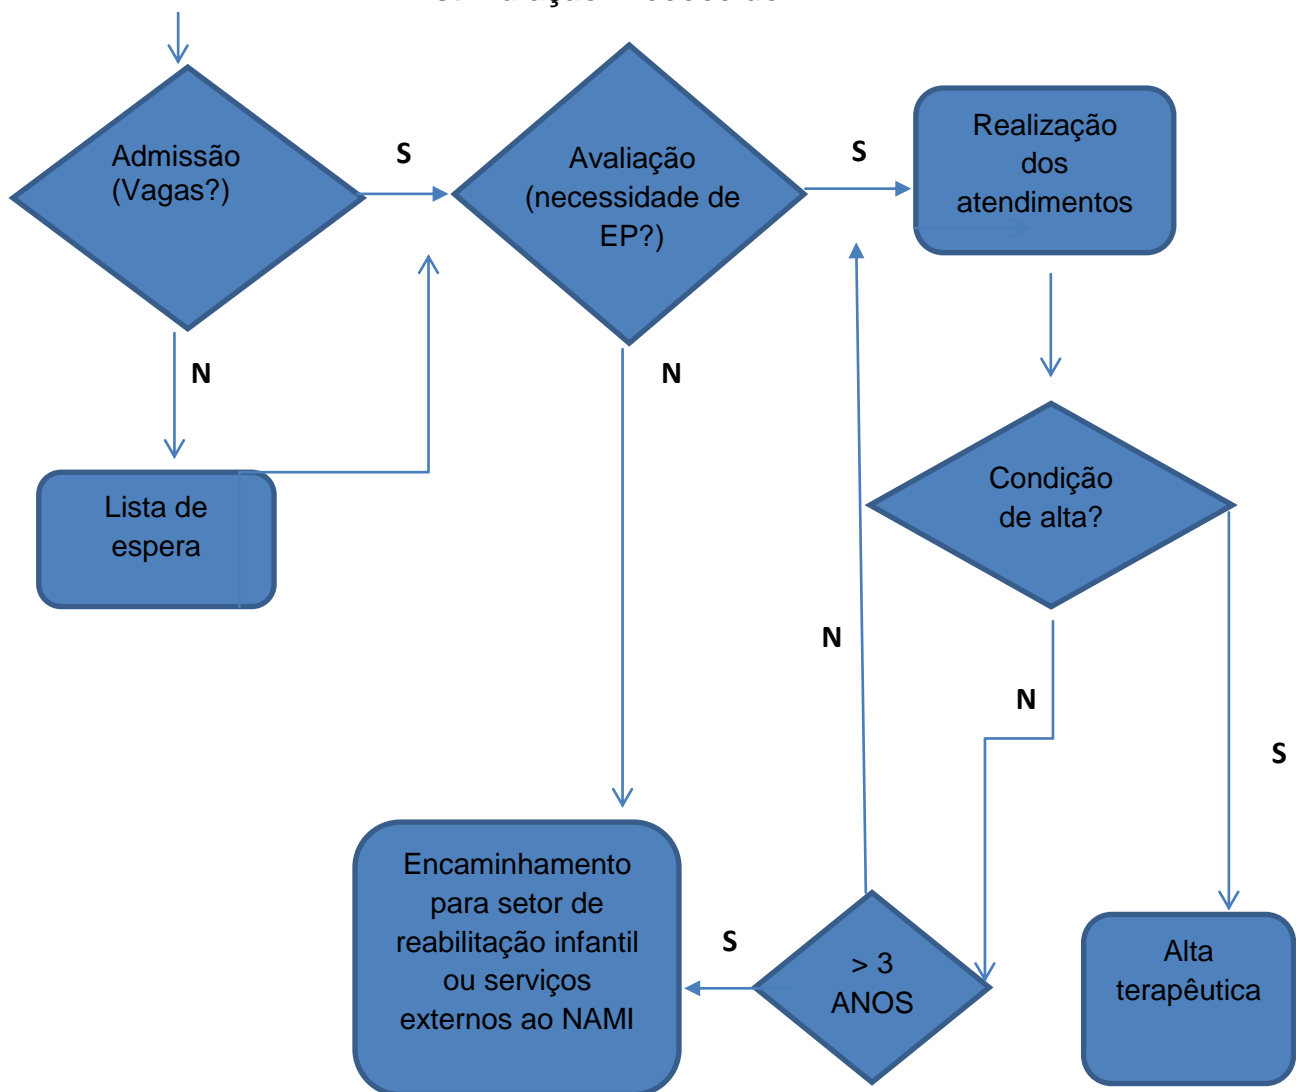 Admissão
(Vagas?)
S
Avaliação
(necessidade de
EP?)
S
Realização
dos
atendimentos
N
N
Lista de
espera
Condição
de alta?
N
N
S
Encaminhamento
para setor de
reabilitação infantil
ou serviços
externos ao NAMI
S
> 3
ANOS
Alta
terapêutica